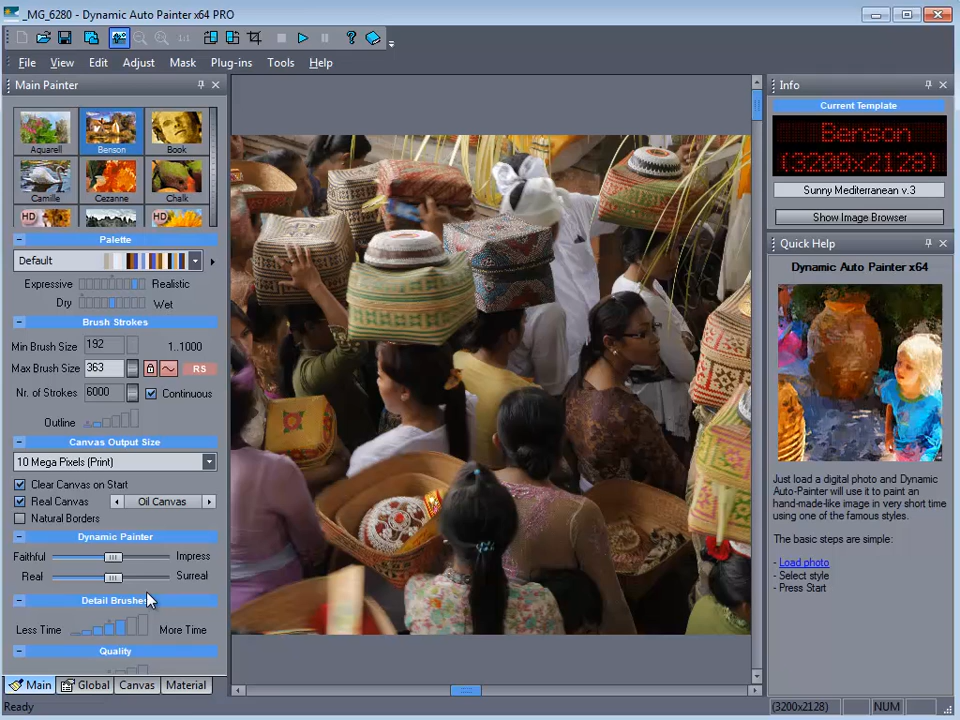 _MG_6280 - Dynamic Auto Painter x64 PRO
1:1
File View Edit Adjust Mask Plug-ins Tools Help
Main Painter
Aquarell Benson Book
Camille Cezanne Chalk
HD HD
Palette
Default
Expressive Realistic
Dry Wet
Brush Strokes
Min Brush Size 192 1..1000
Max Brush Size 363 RS
Nr. of Strokes 6000 Continuous
Outline
Canvas Output Size
10 Mega Pixels (Print)
Clear Canvas on Start
Real Canvas Oil Canvas
Natural Borders
Dynamic Painter
Faithful Impress
Real Surreal
Detail Brushes
Less Time More Time
Quality
Main Global Canvas Material
Ready
Info
Current Template
Benson
(3200x2128)
Sunny Mediterranean v.3
Show Image Browser
Quick Help
Dynamic Auto Painter x64
Just load a digital photo and Dynamic
Auto-Painter will use it to paint an
hand-made-like image in very short time
using one of the famous styles.
The basic steps are simple:
- Load photo
- Select style
- Press Start
(3200x2128) NUM